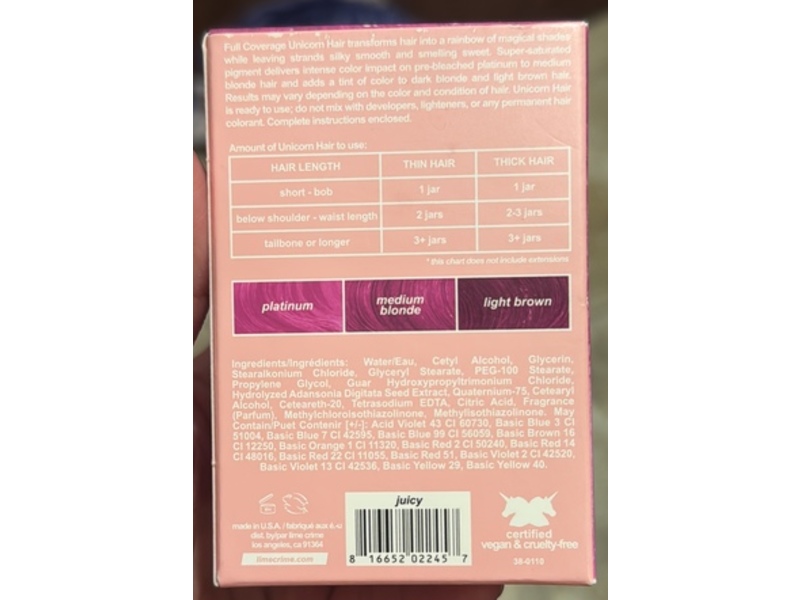 Full Coverage Unicorn Hair transforms hair into a rainbow of magical shades
while leaving strands silky smooth and smelling sweet. Super-saturated
pigment delivers intense color impact on pre-bleached platinum to medium
blonde hair and adds a tint of color to dark blonde and light brown hair.
Results may vary depending on the color and condition of hair. Unicorn Hair
is ready to use; do not mix with developers, lighteners, or any permanent hair
colorant. Complete instructions enclosed.
Amount of Unicorn Hair to use:
HAIR LENGTH THIN HAIR THICK HAIR
short - bob 1 jar 1 jar
below shoulder - waist length 2 jars 2-3 jars
tailbone or longer 3+ jars 3+ jars
* this chart does not include extensions
platinum medium blonde light brown
Ingredients/Ingrédients: Water/Eau, Cetyl Alcohol, Glycerin,
Stearalkonium Chloride, Glyceryl Stearate, PEG-100 Stearate,
Propylene Glycol, Guar Hydroxypropyltrimonium Chloride,
Hydrolyzed Adansonia Digitata Seed Extract, Quaternium-75, Cetearyl
Alcohol, Ceteareth-20, Tetrasodium EDTA, Citric Acid, Fragrance
(Parfum), Methylchloroisothiazolinone, Methylisothiazolinone. May
Contain/Puet Contenir [+/-]: Acid Violet 43 CI 60730, Basic Blue 3 CI
51004, Basic Blue 7 CI 42595, Basic Blue 99 CI 56059, Basic Brown 16
CI 12250, Basic Orange 1 CI 11320, Basic Red 2 CI 50240, Basic Red 14
CI 48016, Basic Red 22 CI 11055, Basic Red 51, Basic Violet 2 CI 42520,
Basic Violet 13 CI 42536, Basic Yellow 29, Basic Yellow 40.
made in U.S.A. / fabriqué aux é.-u
dist. by/par lime crime
los angeles, ca 91364
limecrime.com
juicy
8 16652 02245 7
certified
vegan & cruelty-free
38-0110